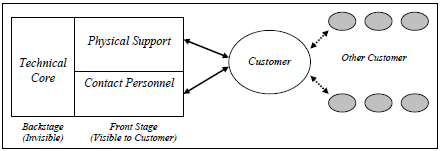 Physical Support
Technical
Core
Contact Personnel
Customer
Other Customer
Backstage
(Invisible)
Front Stage
(Visible to Customer)